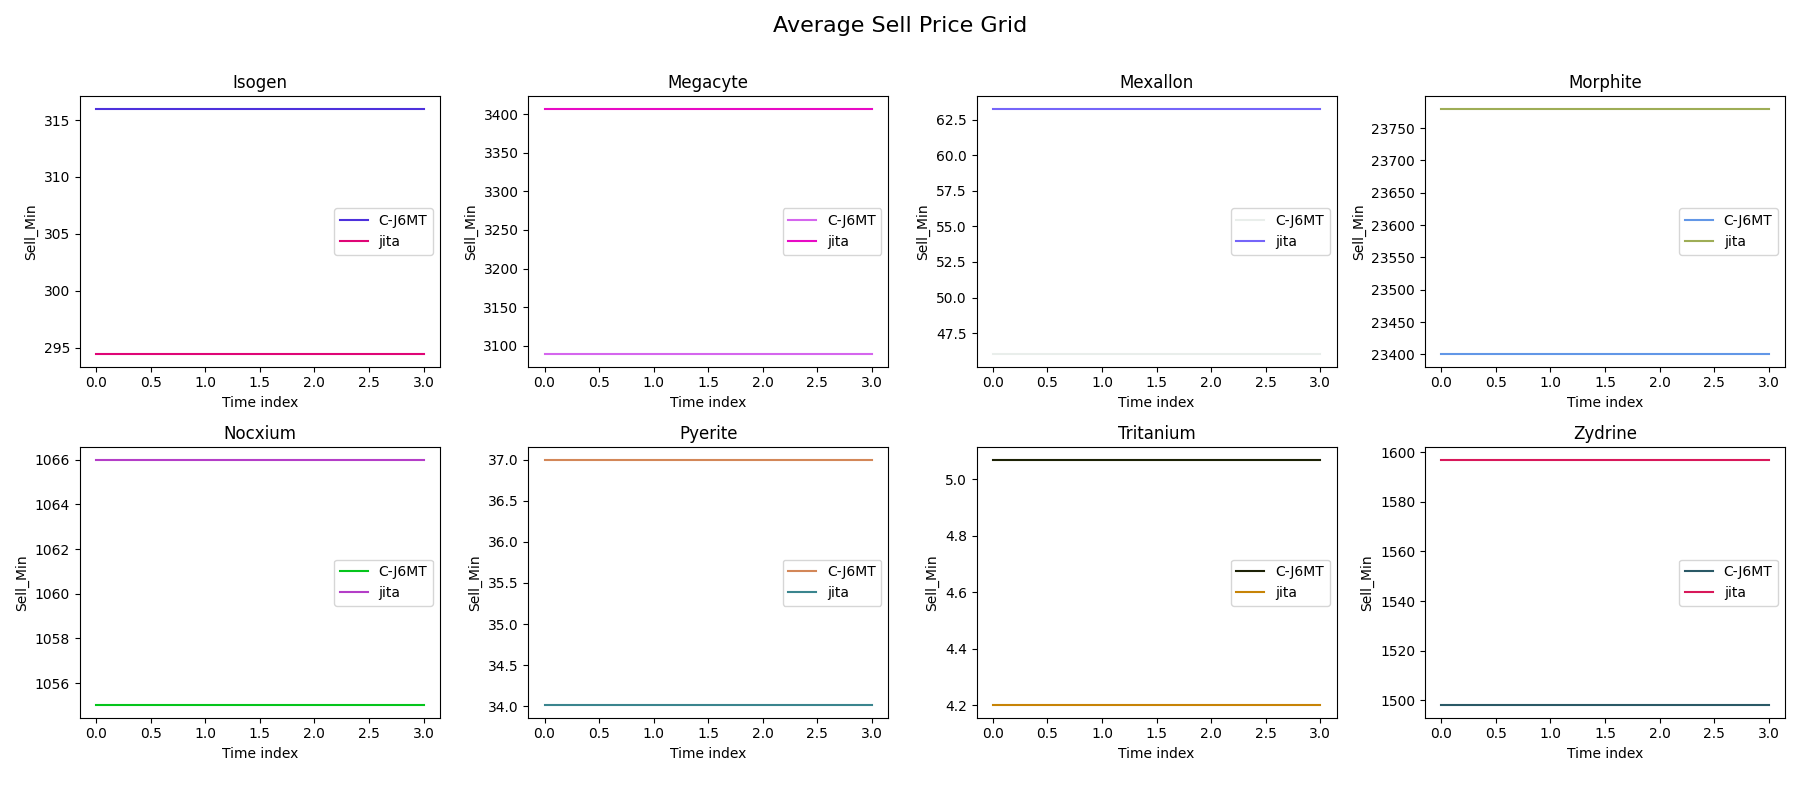 Average Sell Price Grid
Isogen
Sell_Min
315
310
305
300
295
C-J6MT
jita
0.0 0.5 1.0 1.5 2.0 2.5 3.0
Time index
Megacyte
Sell_Min
3400
3350
3300
3250
3200
3150
3100
C-J6MT
jita
0.0 0.5 1.0 1.5 2.0 2.5 3.0
Time index
Mexallon
Sell_Min
62.5
60.0
57.5
55.0
52.5
50.0
47.5
C-J6MT
jita
0.0 0.5 1.0 1.5 2.0 2.5 3.0
Time index
Morphite
Sell_Min
23750
23700
23650
23600
23550
23500
23450
23400
C-J6MT
jita
0.0 0.5 1.0 1.5 2.0 2.5 3.0
Time index
Nocxium
Sell_Min
1066
1064
1062
1060
1058
1056
C-J6MT
jita
0.0 0.5 1.0 1.5 2.0 2.5 3.0
Time index
Pyerite
Sell_Min
37.0
36.5
36.0
35.5
35.0
34.5
34.0
C-J6MT
jita
0.0 0.5 1.0 1.5 2.0 2.5 3.0
Time index
Tritanium
Sell_Min
5.0
4.8
4.6
4.4
4.2
C-J6MT
jita
0.0 0.5 1.0 1.5 2.0 2.5 3.0
Time index
Zydrine
Sell_Min
1600
1580
1560
1540
1520
1500
C-J6MT
jita
0.0 0.5 1.0 1.5 2.0 2.5 3.0
Time index